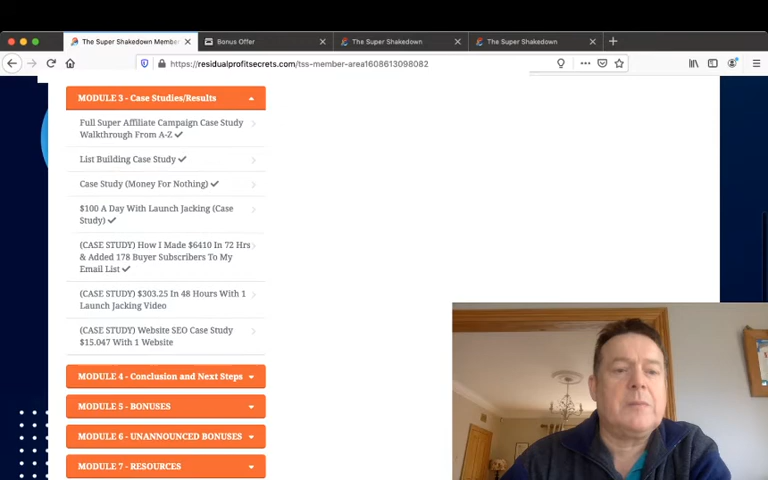 The Super Shakedown Membe
Bonus Offer
The Super Shakedown
The Super Shakedown
https://residualprofitsecrets.com/tss-member-area1608613098082
MODULE 3 - Case Studies/Results
Full Super Affiliate Campaign Case Study
Walkthrough From A-Z
List Building Case Study
Case Study (Money For Nothing)
$100 A Day With Launch Jacking (Case
Study)
(CASE STUDY) How I Made $6410 In 72 Hrs
& Added 178 Buyer Subscribers To My
Email List
(CASE STUDY) $303.25 In 48 Hours With 1
Launch Jacking Video
(CASE STUDY) Website SEO Case Study
$15.047 With 1 Website
MODULE 4 - Conclusion and Next Steps
MODULE 5 - BONUSES
MODULE 6 - UNANNOUNCED BONUSES
MODULE 7 - RESOURCES